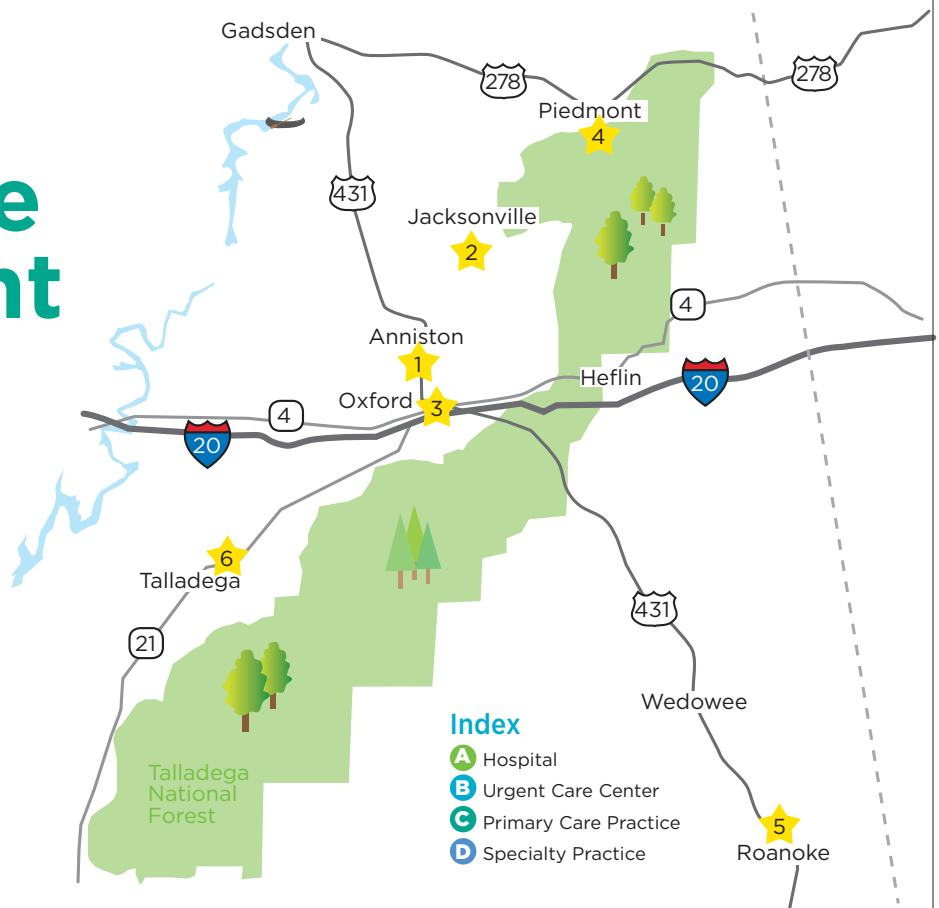 Gadsden
278
278
Piedmont
4
e
431
Jacksonville
2
nt
4
Anniston
1
Heflin
20
Oxford
3
4
20
6
Talladega
431
21
Wedowee
Index
A Hospital
Talladega
National
Forest
B Urgent Care Center
C Primary Care Practice
5
D Specialty Practice
Roanoke